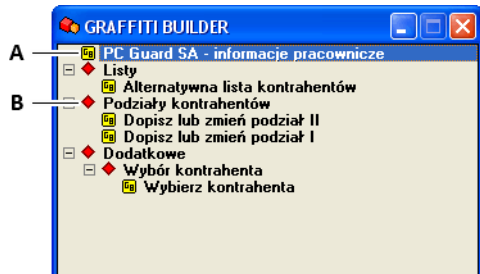 GRAFFITI BUILDER
A
PC Guard SA - informacje pracownicze
Listy
Alternatywna lista kontrahentów
B
Podziały kontrahentów
Dopisz lub zmień podział II
Dopisz lub zmień podział I
Dodatkowe
Wybór kontrahenta
Wybierz kontrahenta